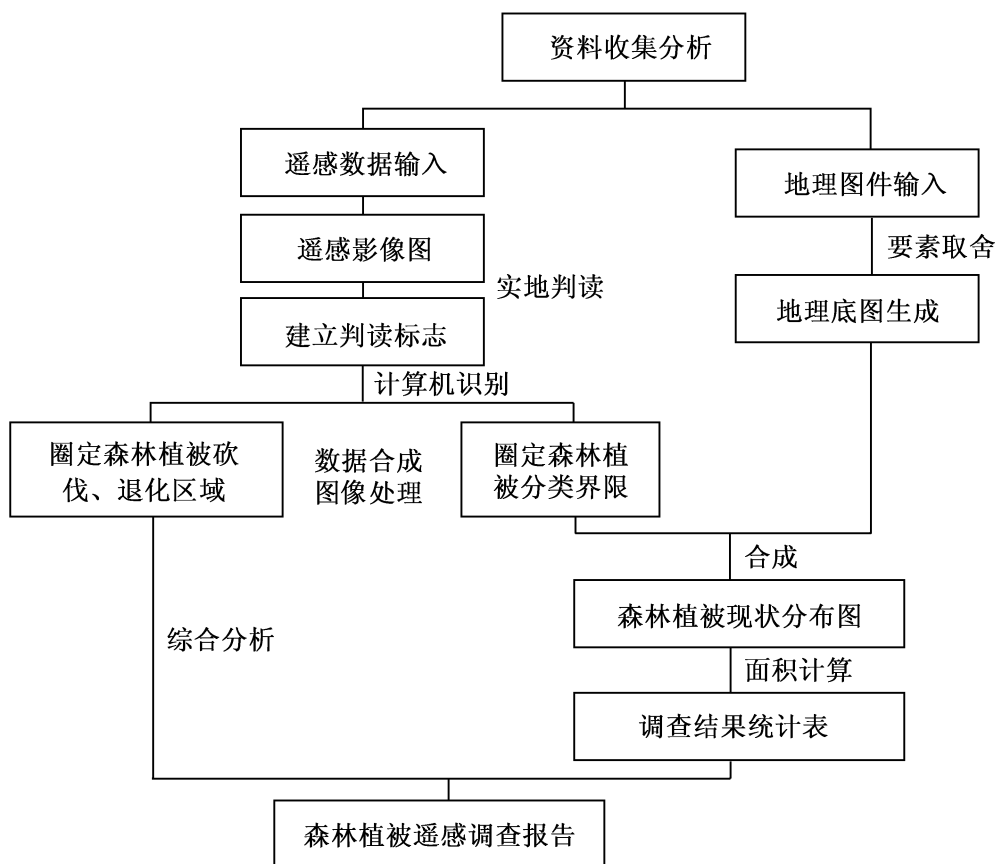 资料收集分析
遥感数据输入
地理图件输入
遥感影像图
要素取舍
实地判读
地理底图生成
建立判读标志
计算机识别
圈定森林植被砍
伐、退化区域
数据合成
图像处理
圈定森林植
被分类界限
合成
森林植被现状分布图
综合分析
面积计算
调查结果统计表
森林植被遥感调查报告